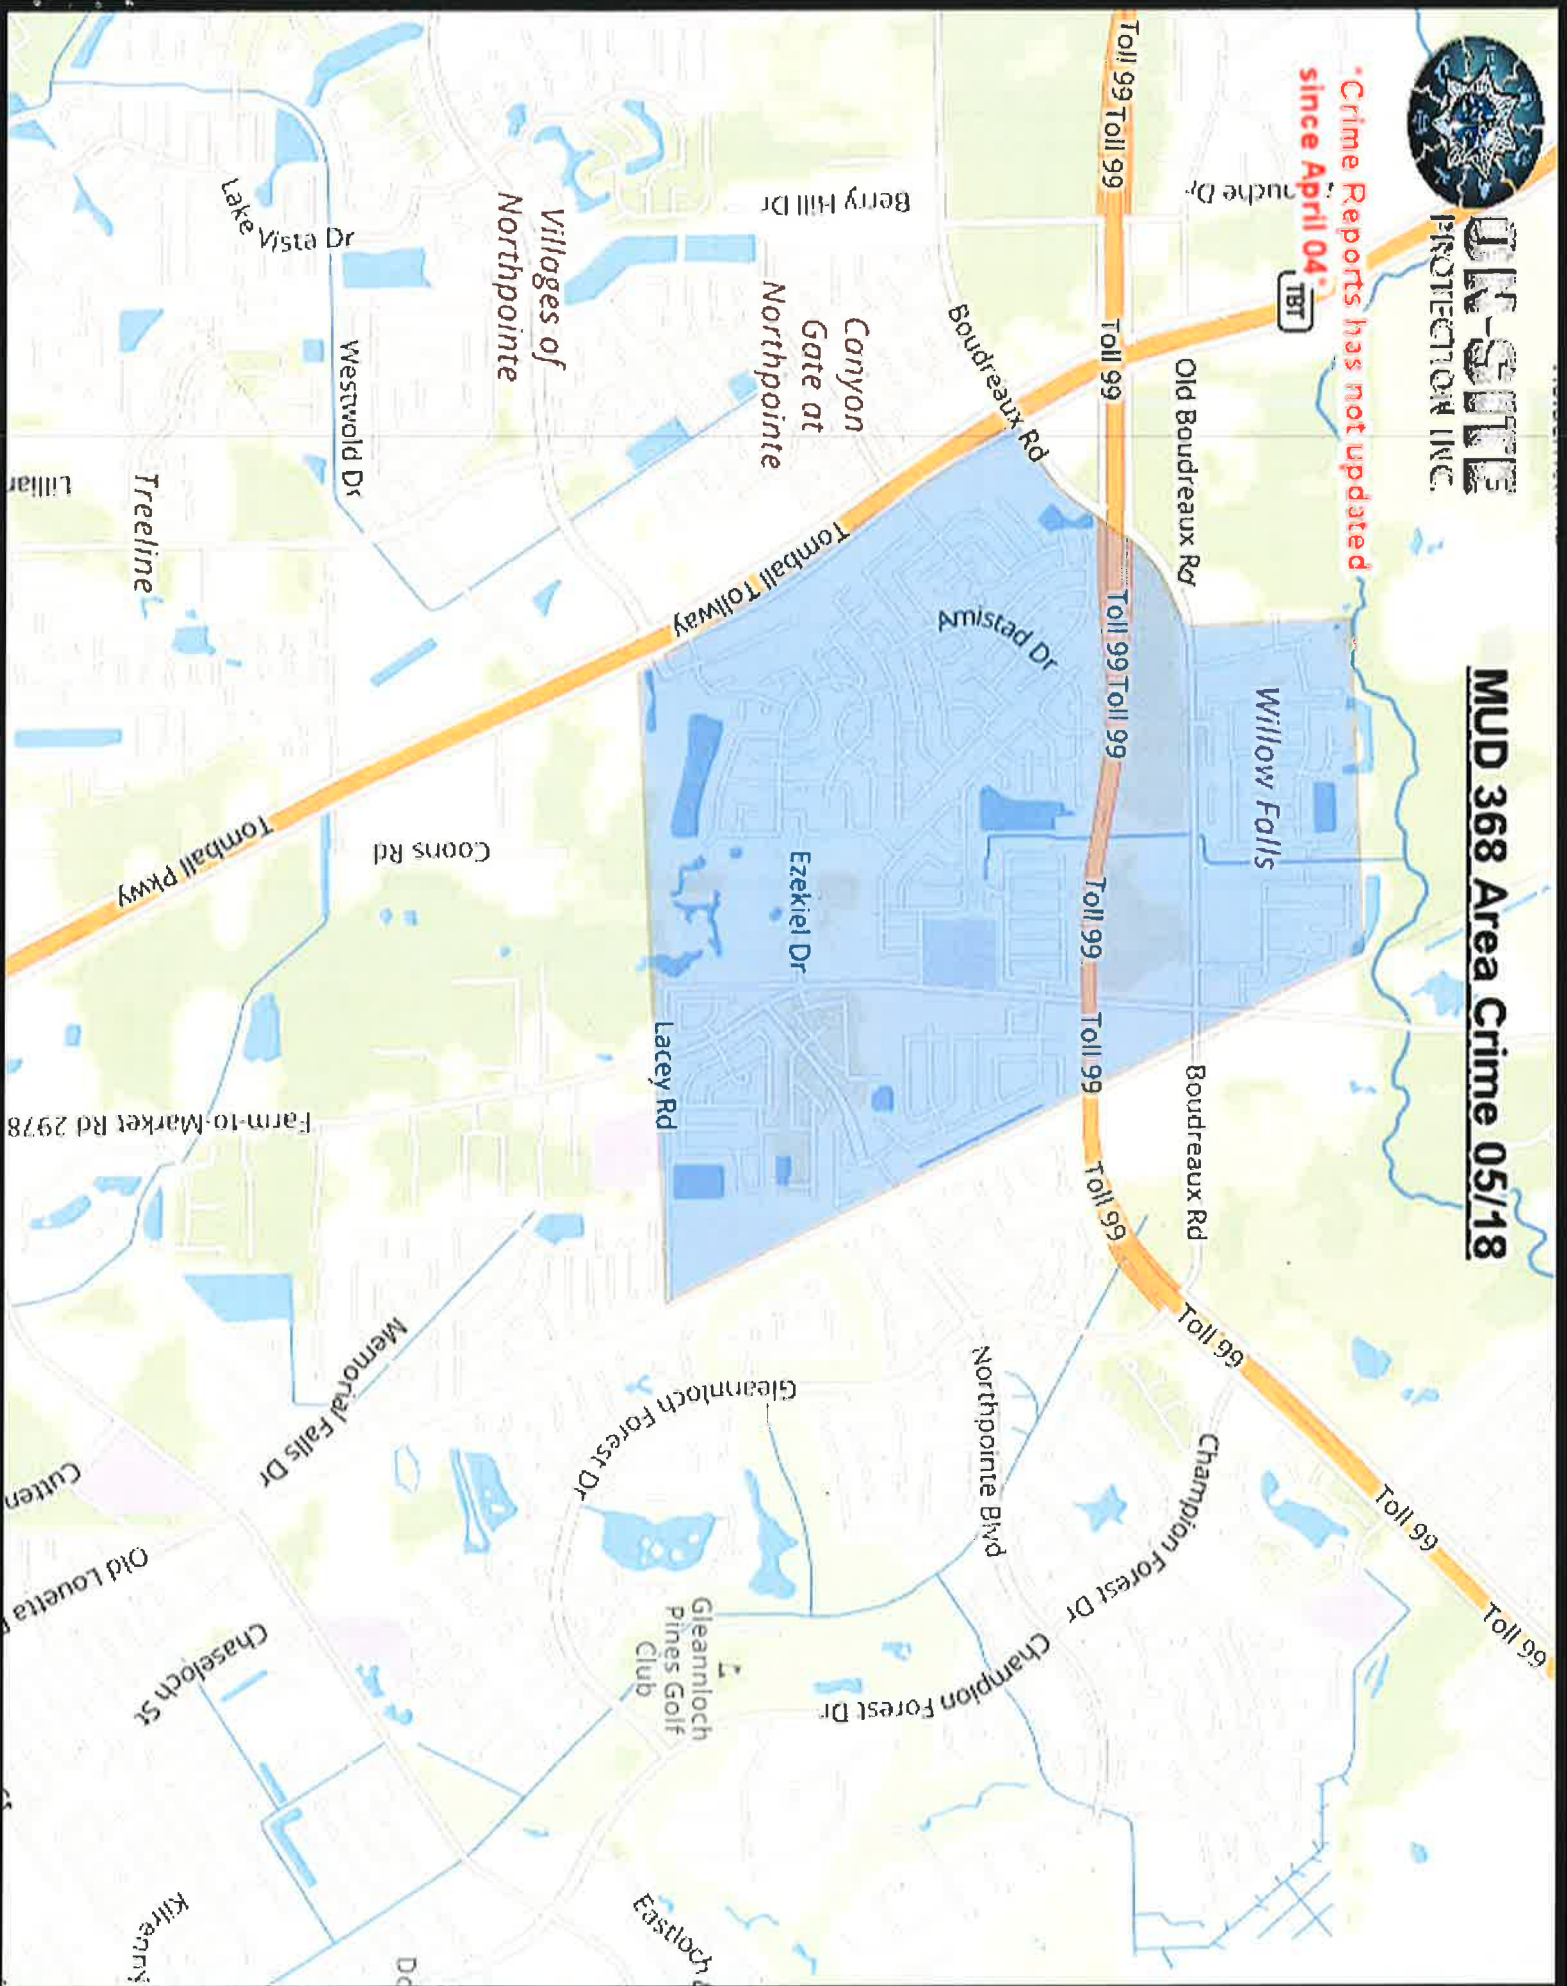 ON-SITE
PROTECTION INC.
MUD 368 Area Crime 05/18
*Crime Reports has not updated
since April 04*
TBT
Toll 99
Toll 99
Toll 99
Toll 99
Toll 99
Toll 99
Toll 99
Toll 99
Toll 99
Toll 99
Toll 99
Old Boudreaux Rd
Boudreaux Rd
Boudreaux Rd
Willow Falls
Amistad Dr
Berry Hill Dr
Canyon
Gate at
Northpointe
Villages of
Northpointe
Tomball Tollway
Ezekiel Dr
Lacey Rd
Lake Vista Dr
Westwold Dr
Treeline
Coons Rd
Tomball Pkwy
Farm-to-Market Rd 2978
Memorial Falls Dr
Gleannloch Forest Dr
Northpointe Blvd
Champion Forest Dr
Champion Forest Dr
Gleannloch
Pines Golf
Club
Cutten
Old Louetta
Chaseloch St
Kilrenny
Eastloch